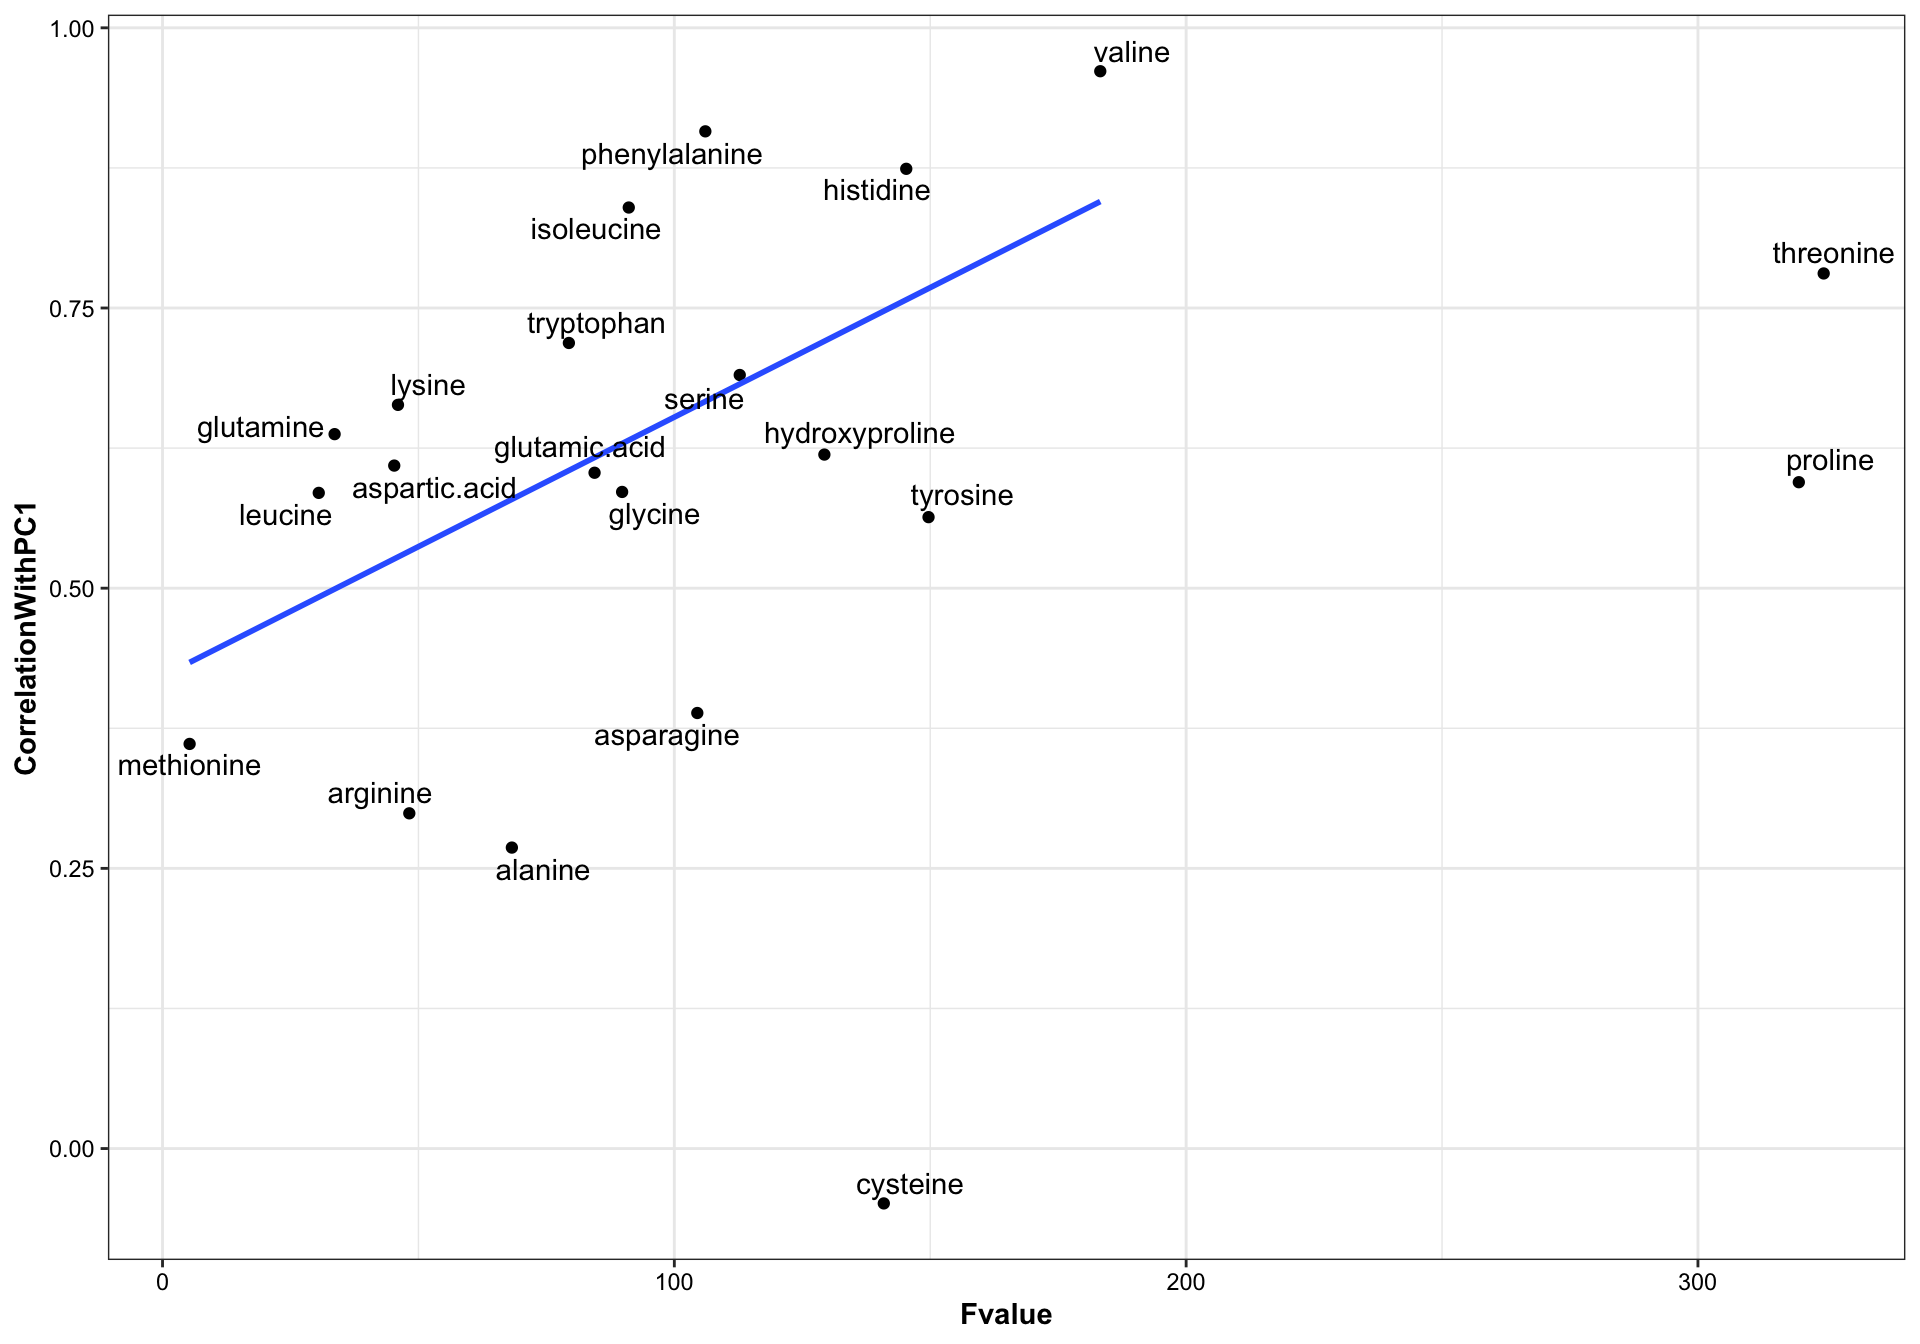 1.00
0.75
0.50
0.25
0.00
CorrelationWithPC1
valine
phenylalanine
histidine
isoleucine
threonine
tryptophan
lysine
serine
glutamine
hydroxyproline
glutamic.acid
proline
aspartic.acid
tyrosine
leucine
glycine
asparagine
methionine
arginine
alanine
cysteine
0 100 200 300
Fvalue